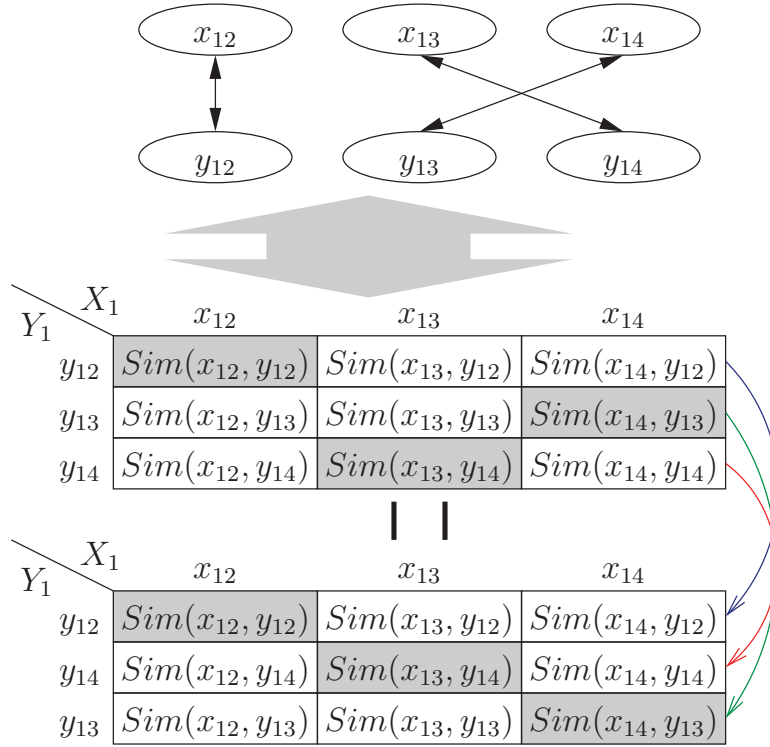 x₁₂ x₁₃ x₁₄
y₁₂ y₁₃ y₁₄
X₁
Y₁ x₁₂ x₁₃ x₁₄
y₁₂ Sim(x₁₂, y₁₂) Sim(x₁₃, y₁₂) Sim(x₁₄, y₁₂)
y₁₃ Sim(x₁₂, y₁₃) Sim(x₁₃, y₁₃) Sim(x₁₄, y₁₃)
y₁₄ Sim(x₁₂, y₁₄) Sim(x₁₃, y₁₄) Sim(x₁₄, y₁₄)
X₁
Y₁ x₁₂ x₁₃ x₁₄
y₁₂ Sim(x₁₂, y₁₂) Sim(x₁₃, y₁₂) Sim(x₁₄, y₁₂)
y₁₄ Sim(x₁₂, y₁₄) Sim(x₁₃, y₁₄) Sim(x₁₄, y₁₄)
y₁₃ Sim(x₁₂, y₁₃) Sim(x₁₃, y₁₃) Sim(x₁₄, y₁₃)